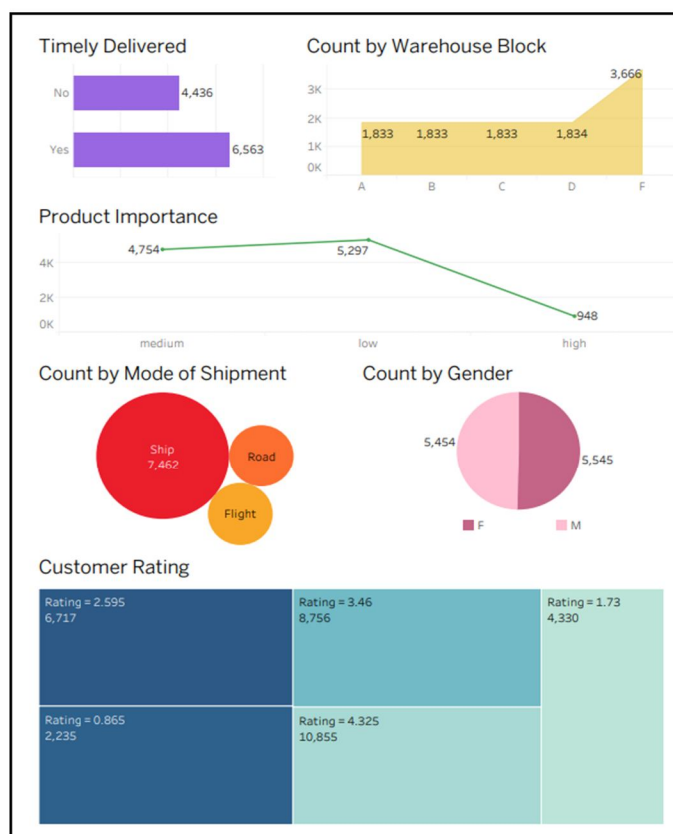 Timely Delivered
No
4,436
Yes
6,563
Count by Warehouse Block
3K
2K
1K
0K
3,666
1,833
1,833
1,833
1,834
A
B
C
D
F
Product Importance
4K
2K
0K
4,754
5,297
948
medium
low
high
Count by Mode of Shipment
Ship
7,462
Road
Flight
Count by Gender
5,454
5,545
F
M
Customer Rating
Rating = 2.595
6,717
Rating = 3.46
8,756
Rating = 1.73
4,330
Rating = 0.865
2,235
Rating = 4.325
10,855